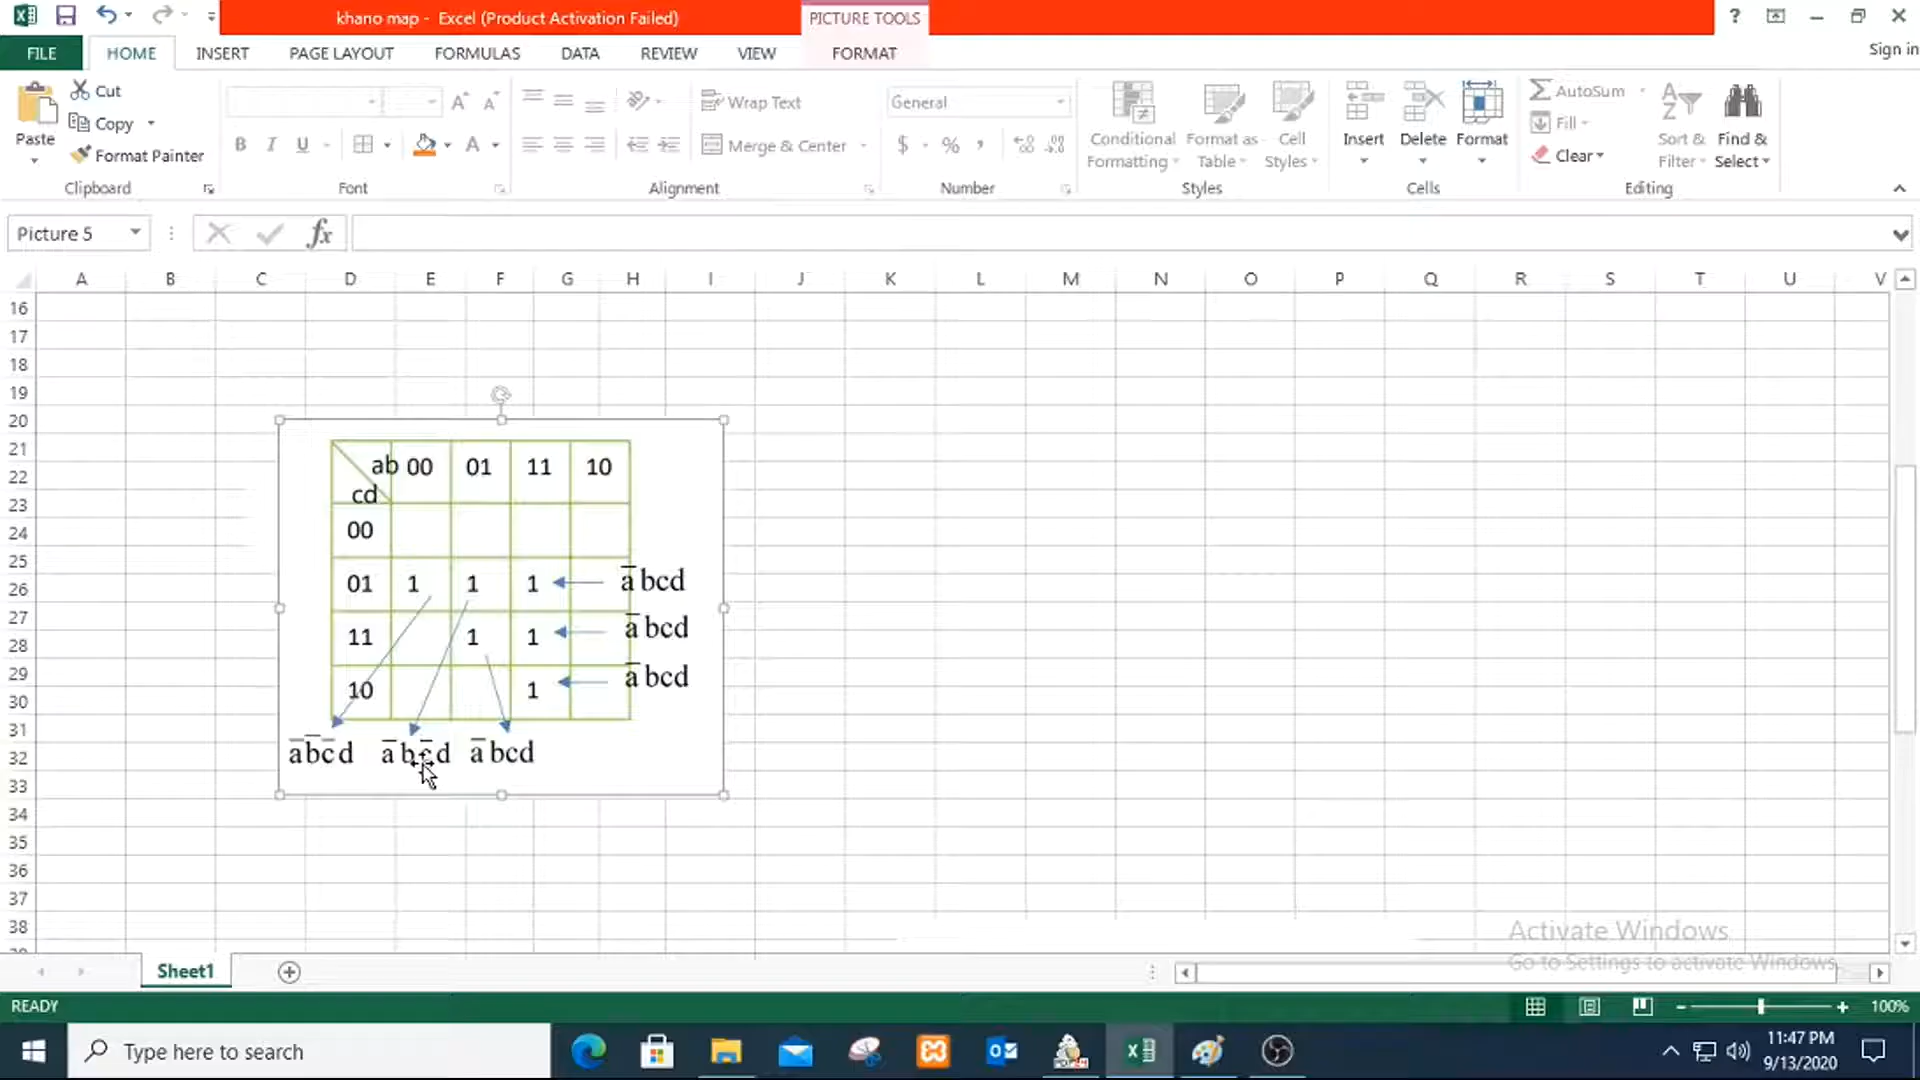 khano map - Excel (Product Activation Failed)
PICTURE TOOLS
?
FILE HOME INSERT PAGE LAYOUT FORMULAS DATA REVIEW VIEW FORMAT Sign in
Paste
Cut
Copy
Format Painter
Clipboard
B I U A
Font
Wrap Text
Merge & Center
Alignment
General
$ % ,
Number
Conditional Formatting
Format as Table
Cell Styles
Styles
Insert Delete Format
Cells
AutoSum
Fill
Clear
Sort & Filter
Find & Select
Editing
Picture 5 fx
A B C D E F G H I J K L M N O P Q R S T U V
16
17
18
19
20
21
22
23
24
25
26
27
28
29
30
31
32
33
34
35
36
37
38
ab 00 01 11 10
cd
00
01 1 1 1 a̅ bcd
11 1 1 a̅ bcd
10 1 a̅ bcd
a̅b̅c̅ d a̅ bc̅d a̅ bcd
Activate Windows
Go to Settings to activate Windows.
Sheet1
READY 100%
Type here to search
11:47 PM
9/13/2020